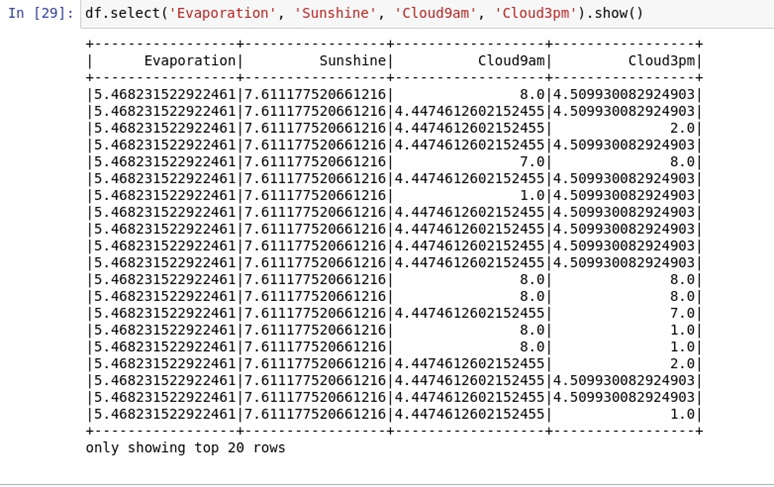 In [29]: df.select('Evaporation', 'Sunshine', 'Cloud9am', 'Cloud3pm').show()
+-----------------+-----------------+------------------+-----------------+
|      Evaporation|         Sunshine|          Cloud9am|         Cloud3pm|
+-----------------+-----------------+------------------+-----------------+
|5.468231522922461|7.611177520661216|               8.0|4.509930082924903|
|5.468231522922461|7.611177520661216|4.4474612602152455|4.509930082924903|
|5.468231522922461|7.611177520661216|4.4474612602152455|              2.0|
|5.468231522922461|7.611177520661216|4.4474612602152455|4.509930082924903|
|5.468231522922461|7.611177520661216|               7.0|              8.0|
|5.468231522922461|7.611177520661216|4.4474612602152455|4.509930082924903|
|5.468231522922461|7.611177520661216|               1.0|4.509930082924903|
|5.468231522922461|7.611177520661216|4.4474612602152455|4.509930082924903|
|5.468231522922461|7.611177520661216|4.4474612602152455|4.509930082924903|
|5.468231522922461|7.611177520661216|4.4474612602152455|4.509930082924903|
|5.468231522922461|7.611177520661216|4.4474612602152455|4.509930082924903|
|5.468231522922461|7.611177520661216|               8.0|              8.0|
|5.468231522922461|7.611177520661216|               8.0|              8.0|
|5.468231522922461|7.611177520661216|4.4474612602152455|              7.0|
|5.468231522922461|7.611177520661216|               8.0|              1.0|
|5.468231522922461|7.611177520661216|               8.0|              1.0|
|5.468231522922461|7.611177520661216|4.4474612602152455|              2.0|
|5.468231522922461|7.611177520661216|4.4474612602152455|4.509930082924903|
|5.468231522922461|7.611177520661216|4.4474612602152455|4.509930082924903|
|5.468231522922461|7.611177520661216|4.4474612602152455|              1.0|
+-----------------+-----------------+------------------+-----------------+
only showing top 20 rows